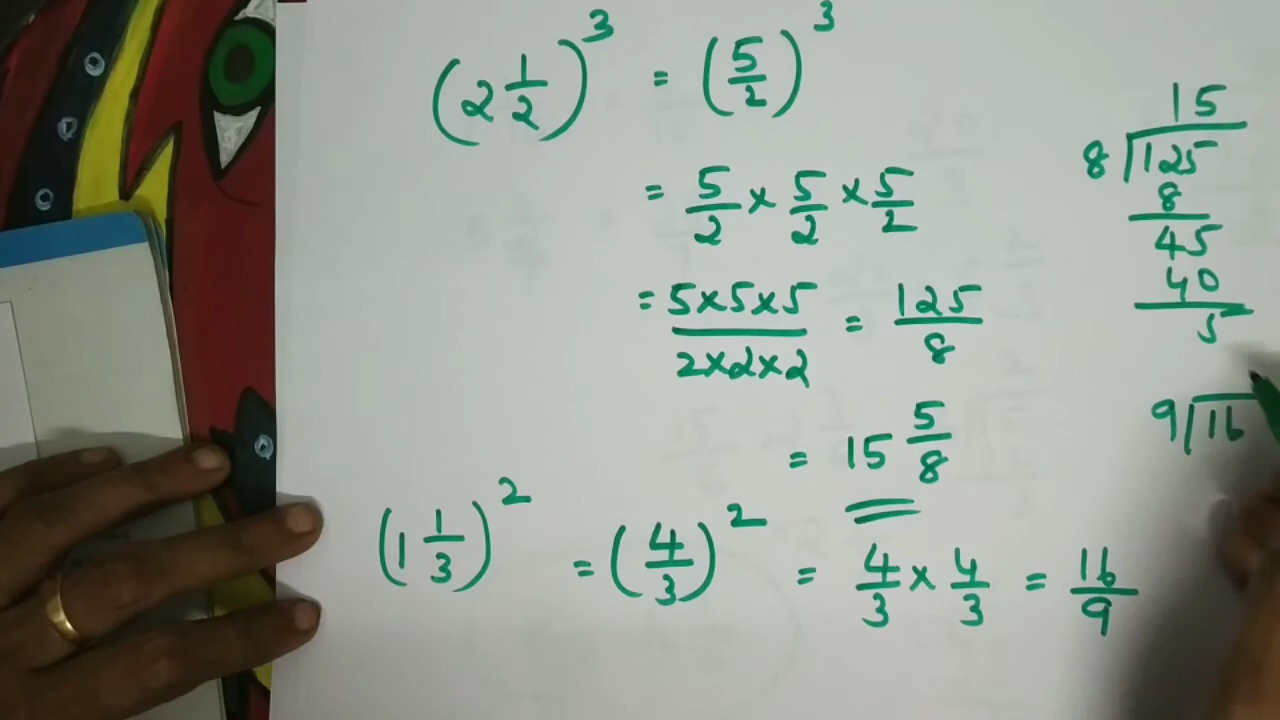 (2 1/2)^3 = (5/2)^3
= 5/2 × 5/2 × 5/2
= 5×5×5/2×2×2 = 125/8
= 15 5/8
(1 1/3)^2 = (4/3)^2 = 4/3 × 4/3 = 16/9
15
8 ⟌125
8
45
40
5
9 ⟌16